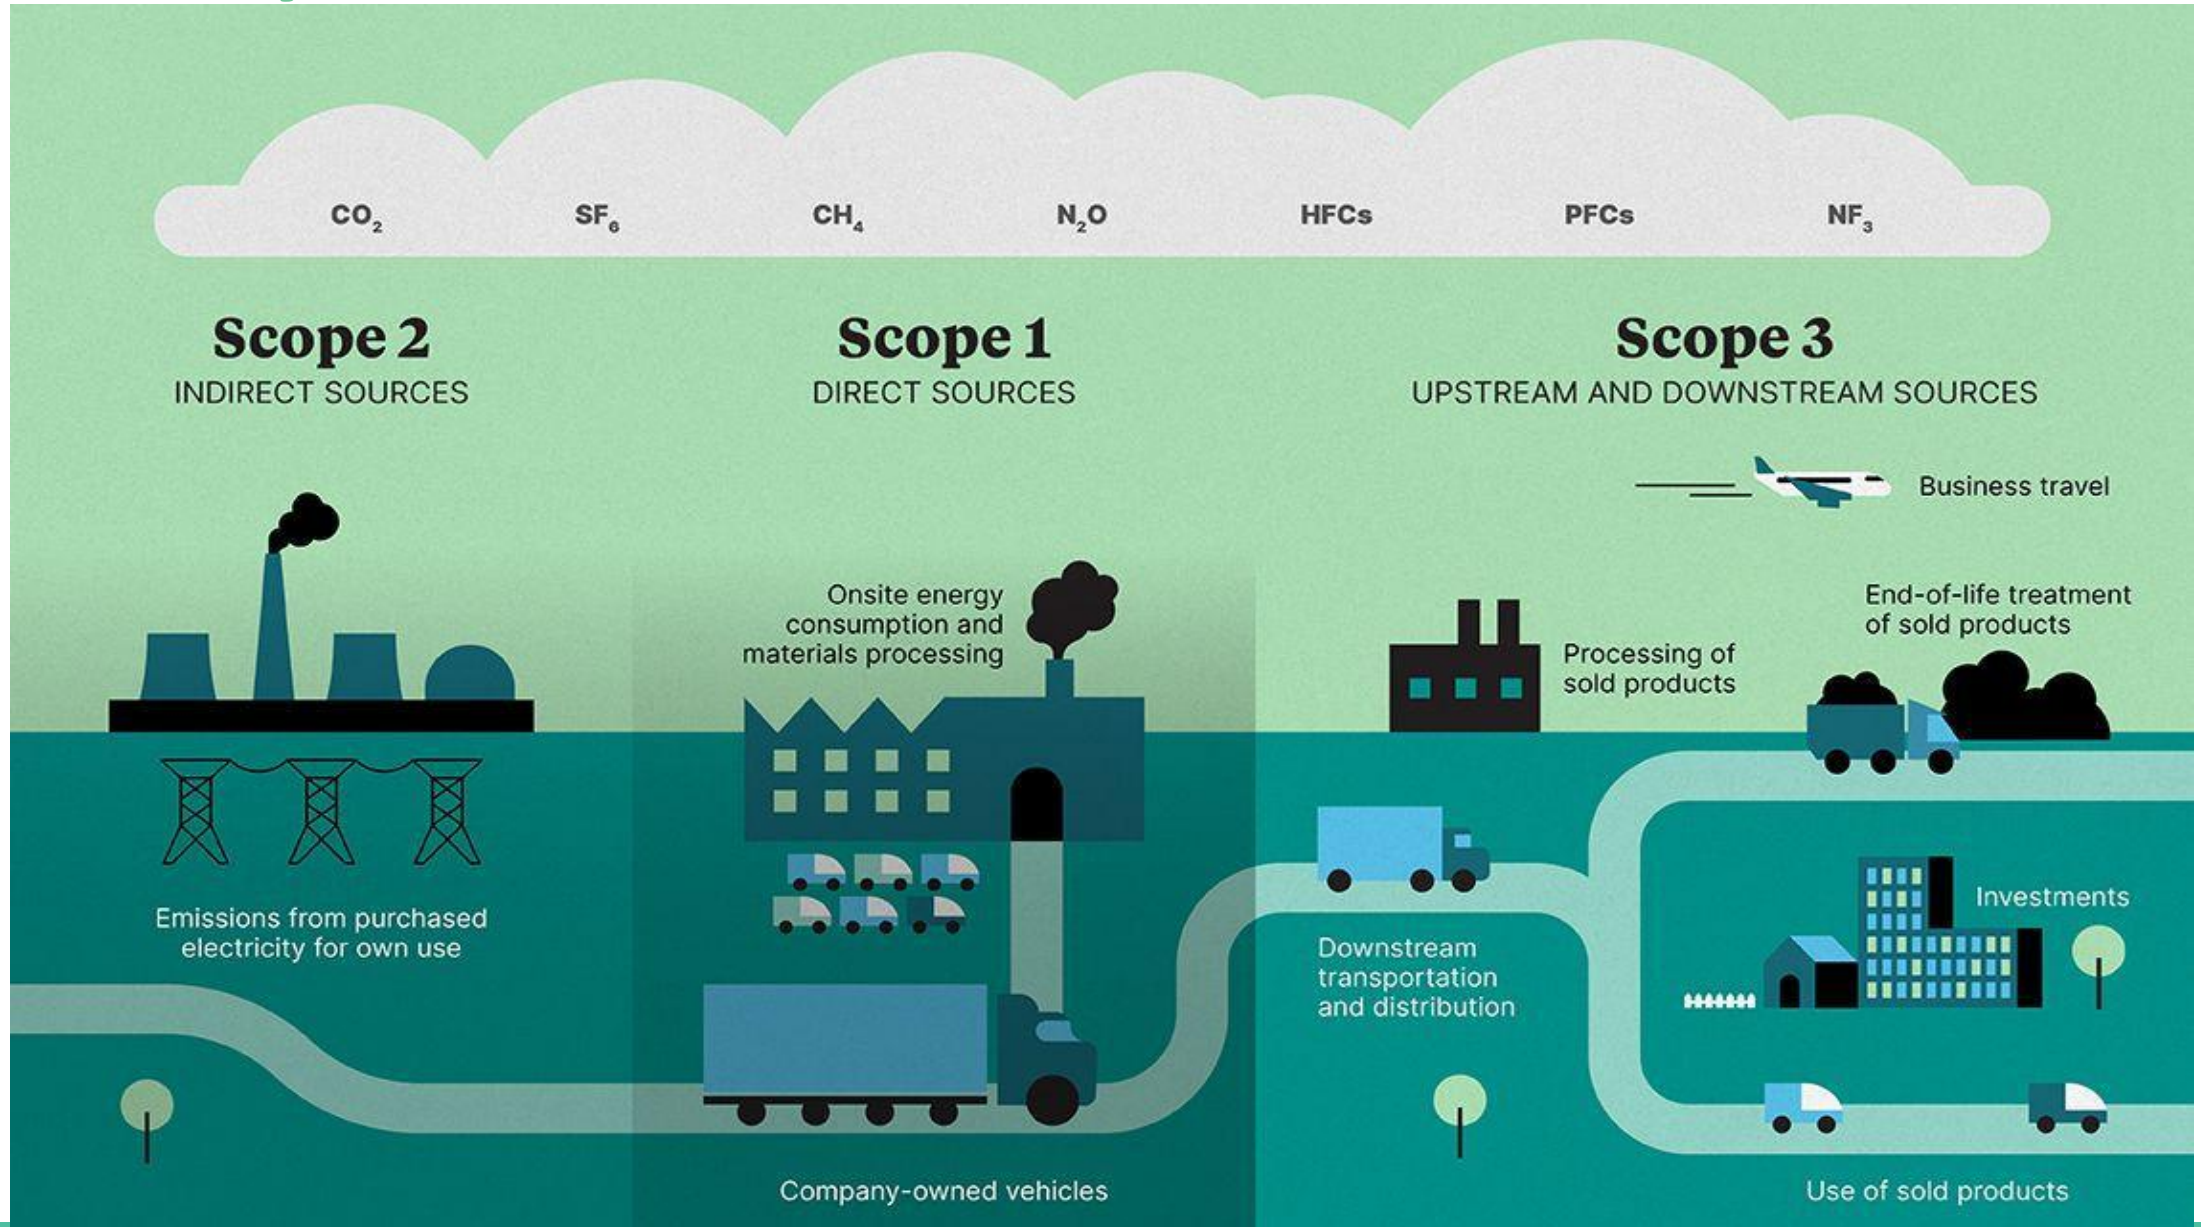 CO₂ SF₆ CH₄ N₂O HFCs PFCs NF₃
Scope 2
INDIRECT SOURCES
Emissions from purchased
electricity for own use
Scope 1
DIRECT SOURCES
Onsite energy
consumption and
materials processing
Company-owned vehicles
Scope 3
UPSTREAM AND DOWNSTREAM SOURCES
Business travel
End-of-life treatment
of sold products
Processing of
sold products
Investments
Downstream
transportation
and distribution
Use of sold products